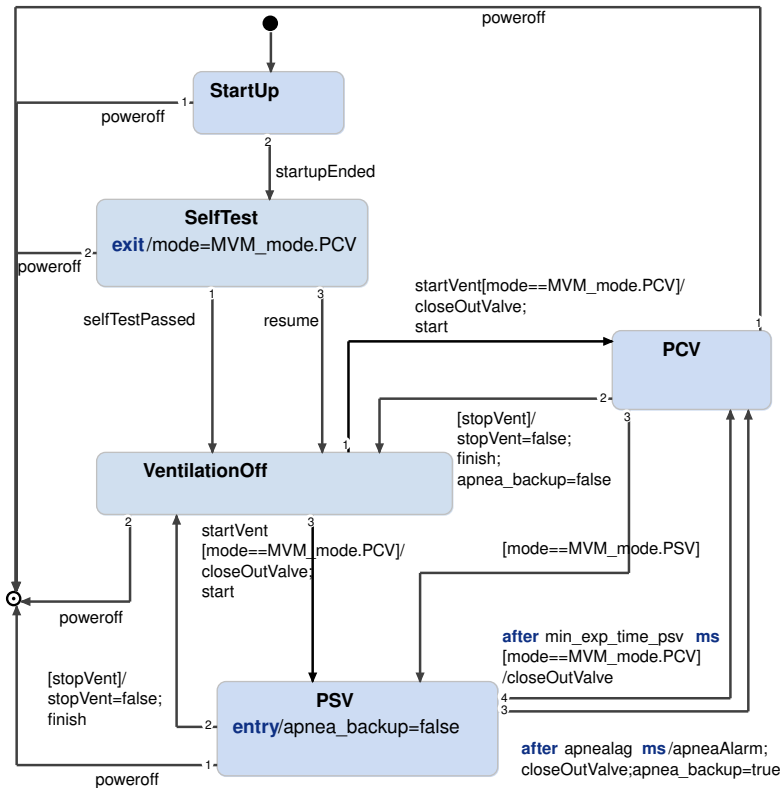 poweroff
StartUp
1
poweroff
2
startupEnded
SelfTest
exit/mode=MVM_mode.PCV
2
poweroff
1
3
selfTestPassed
resume
startVent[mode==MVM_mode.PCV]/
closeOutValve;
start
1
PCV
2
3
[stopVent]/
stopVent=false;
finish;
apnea_backup=false
1
VentilationOff
2
3
startVent
[mode==MVM_mode.PCV]/
closeOutValve;
start
[mode==MVM_mode.PSV]
poweroff
after min_exp_time_psv ms
[mode==MVM_mode.PCV]
/closeOutValve
[stopVent]/
stopVent=false;
finish
PSV
entry/apnea_backup=false
4
3
2
1
poweroff
after apnealag ms/apneaAlarm;
closeOutValve;apnea_backup=true